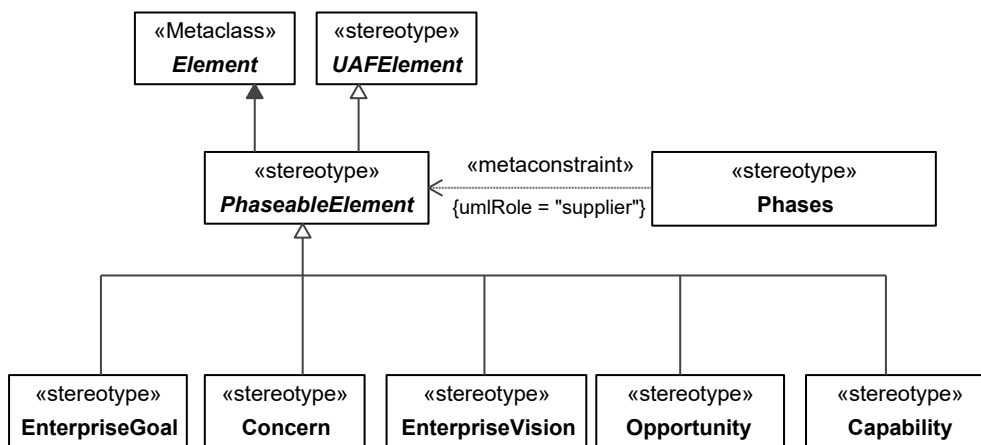 «Metaclass»
Element
«stereotype»
UAFElement
«stereotype»
PhaseableElement
«metaconstraint»
{umlRole = "supplier"}
«stereotype»
Phases
«stereotype»
EnterpriseGoal
«stereotype»
Concern
«stereotype»
EnterpriseVision
«stereotype»
Opportunity
«stereotype»
Capability